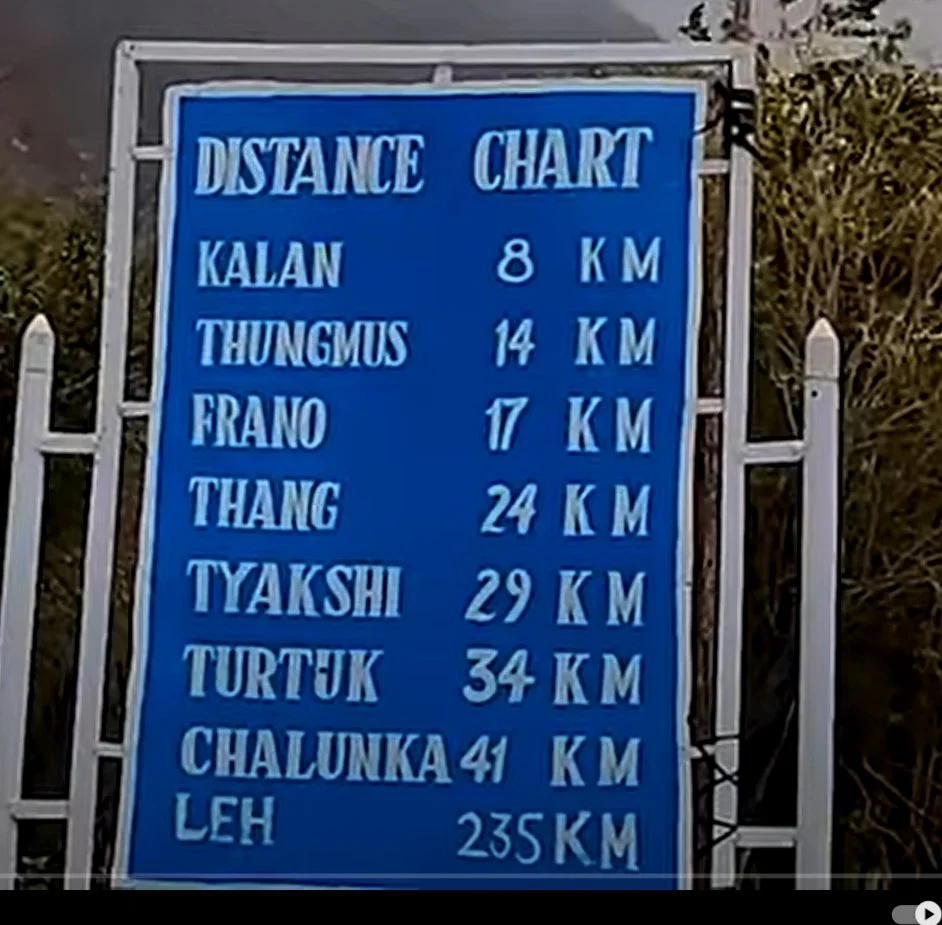 DISTANCE CHART
KALAN 8 KM
THUNGMUS 14 KM
FRANO 17 KM
THANG 24 KM
TYAKSHI 29 KM
TURTUK 34 KM
CHALUNKA 41 KM
LEH 235 KM